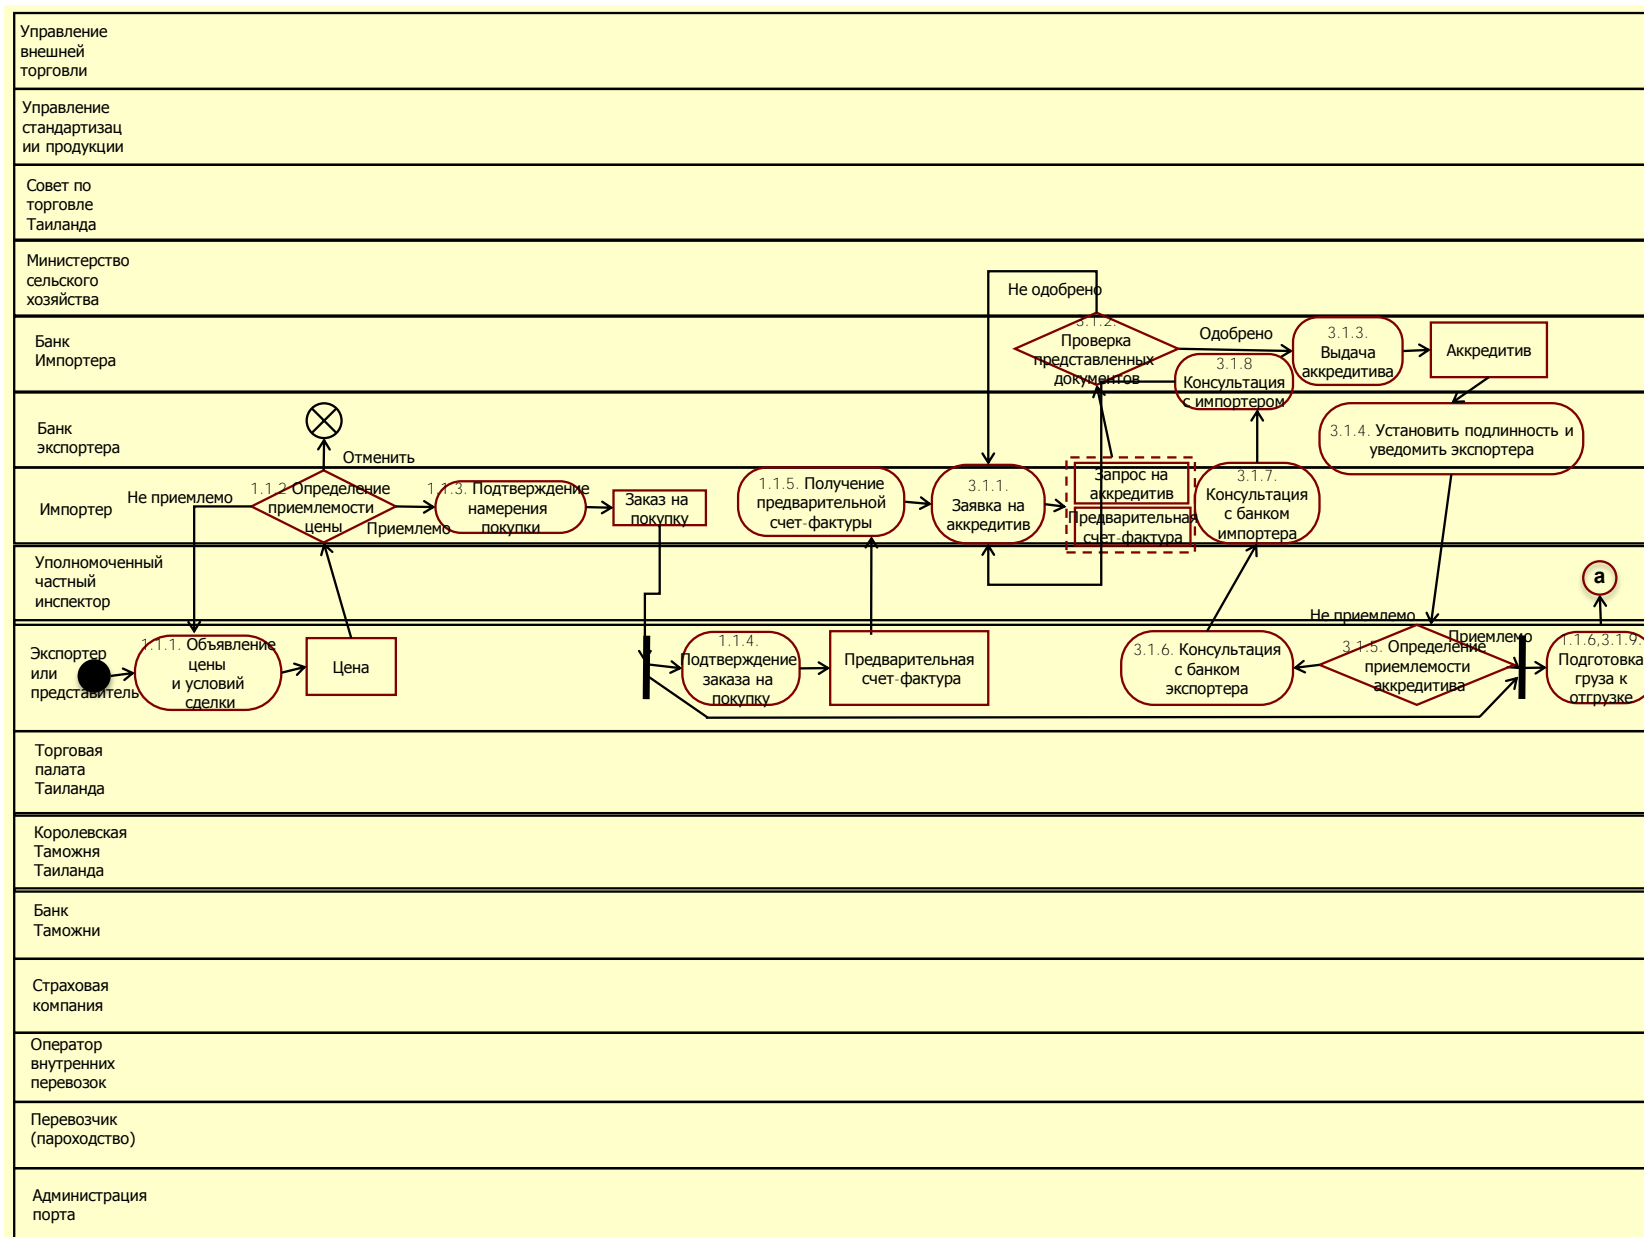 Управление
внешней
торговли
Управление
стандартизац
ии продукции
Совет по
торговле
Таиланда
Министерство
сельского
хозяйства
Не одобрено
Банк
Импортера
3.1.2.
Проверка
представленных
документов
Одобрено
3.1.8
Консультация
с импортером
3.1.3.
Выдача
аккредитива
Аккредитив
Банк
экспортера
Отменить
3.1.4. Установить подлинность и
уведомить экспортера
Импортер
Не приемлемо
1.1.2 Определение
приемлемости
цены
Приемлемо
1.1.3. Подтверждение
намерения
покупки
Заказ на
покупку
1.1.5. Получение
предварительной
счет-фактуры
3.1.1.
Заявка на
аккредитив
Запрос на
аккредитив
Предварительная
счет-фактура
3.1.7.
Консультация
с банком
импортера
Уполномоченный
частный
инспектор
a
Не приемлемо
Экспортер
или
представитель
1.1.1. Объявление
цены
и условий
сделки
Цена
1.1.4.
Подтверждение
заказа на
покупку
Предварительная
счет-фактура
3.1.6. Консультация
с банком
экспортера
3.1.5. Определение
приемлемости
аккредитива
Приемлемо
1.1.6,3.1.9.
Подготовка
груза к
отгрузке
Торговая
палата
Таиланда
Королевская
Таможня
Таиланда
Банк
Таможни
Страховая
компания
Оператор
внутренних
перевозок
Перевозчик
(пароходство)
Администрация
порта